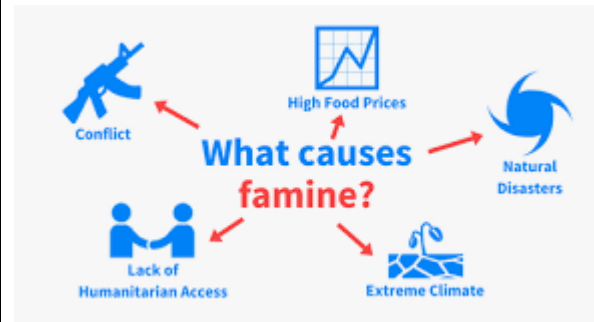 High Food Prices
Conflict
What causes
famine?
Natural
Disasters
Lack of
Humanitarian Access
Extreme Climate